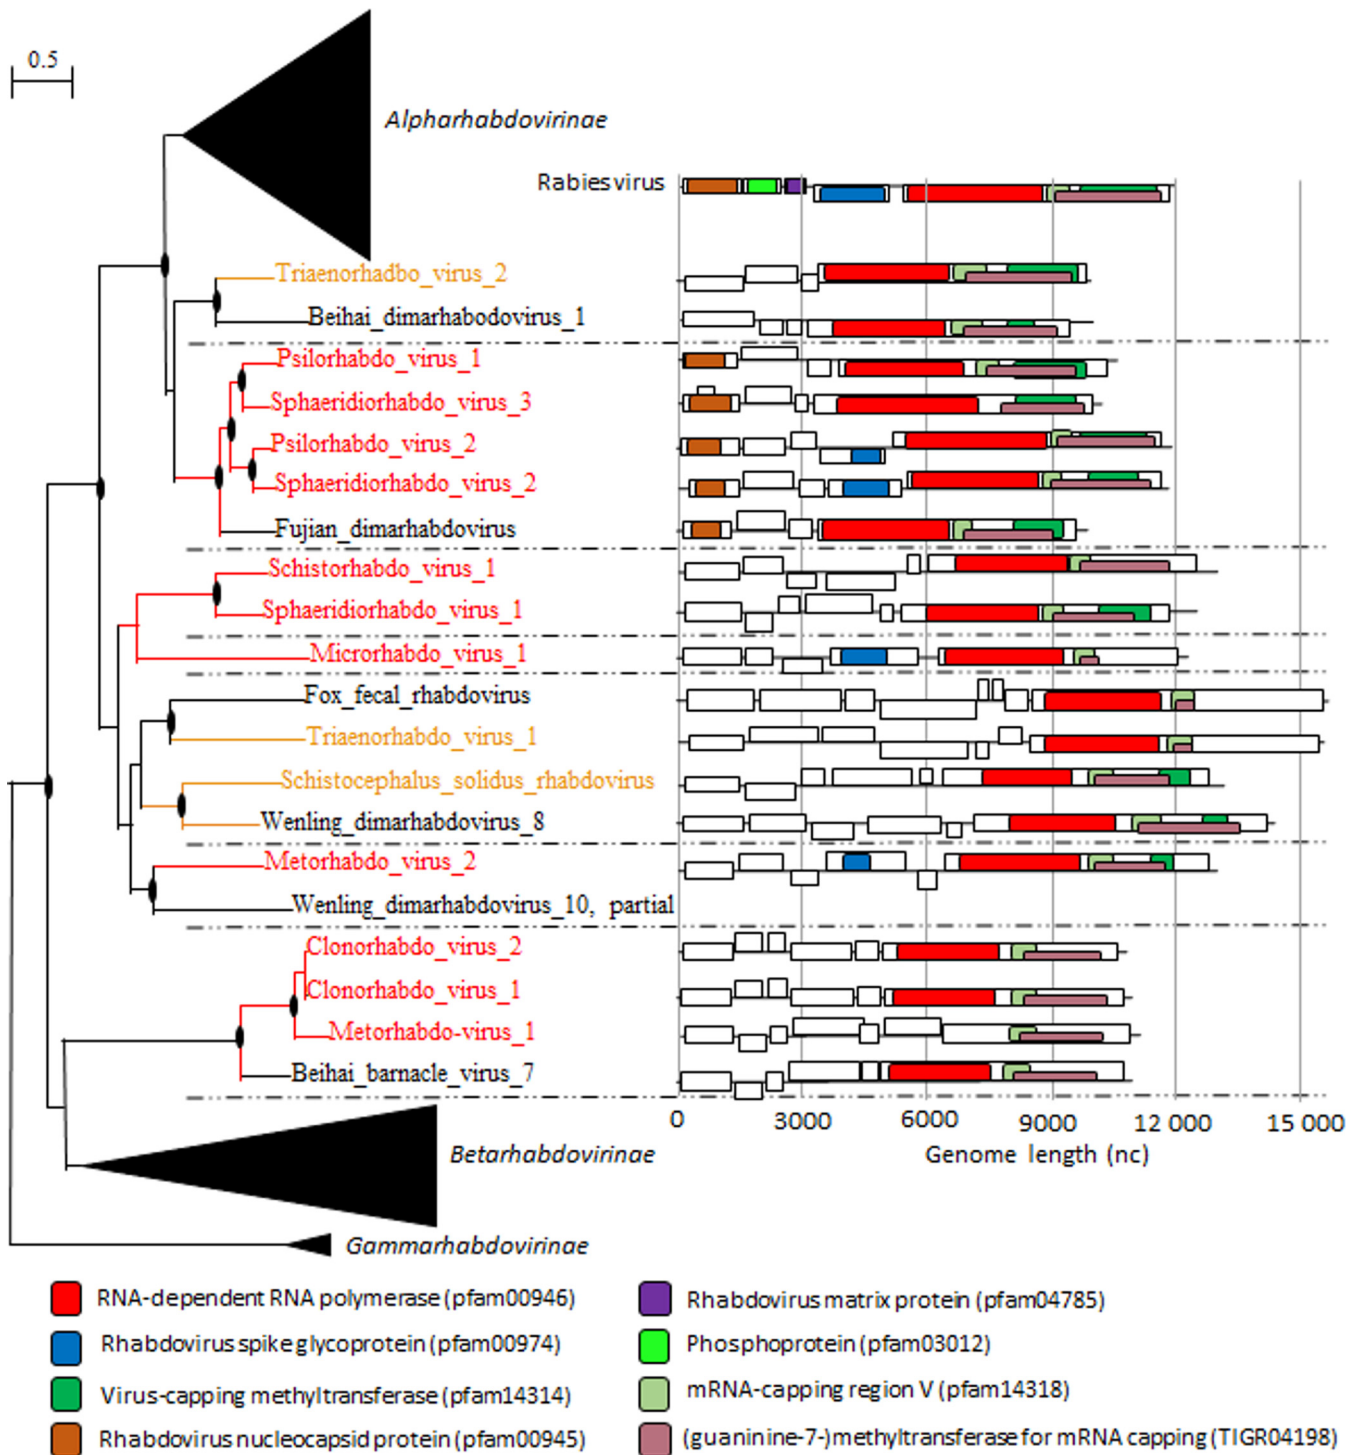 0.5
Alpharhabdovirinae
Rabies virus
Triaenorhadbo_virus_2
Beihai_dimarhabodovirus_1
Psilorhabdo_virus_1
Sphaeridiorhabdo_virus_3
Psilorhabdo_virus_2
Sphaeridiorhabdo_virus_2
Fujian_dimarhabdovirus
Schistorhabdo_virus_1
Sphaeridiorhabdo_virus_1
Microrhabdo_virus_1
Fox_fecal_rhabdovirus
Triaenorhabdo_virus_1
Schistocephalus_solidus_rhabdovirus
Wenling_dimarhabdovirus_8
Metorhabdo_virus_2
Wenling_dimarhabdovirus_10, partial
Clonorhabdo_virus_2
Clonorhabdo_virus_1
Metorhabdo-virus_1
Beihai_barnacle_virus_7
0 3000 6000 9000 12 000 15 000
Genome length (nc)
Betarhabdovirinae
Gammarhabdovirinae
RNA-dependent RNA polymerase (pfam00946)
Rhabdovirus matrix protein (pfam04785)
Rhabdovirus spike glycoprotein (pfam00974)
Phosphoprotein (pfam03012)
Virus-capping methyltransferase (pfam14314)
mRNA-capping region V (pfam14318)
Rhabdovirus nucleocapsid protein (pfam00945)
(guaninine-7-)methyltransferase for mRNA capping (TIGR04198)